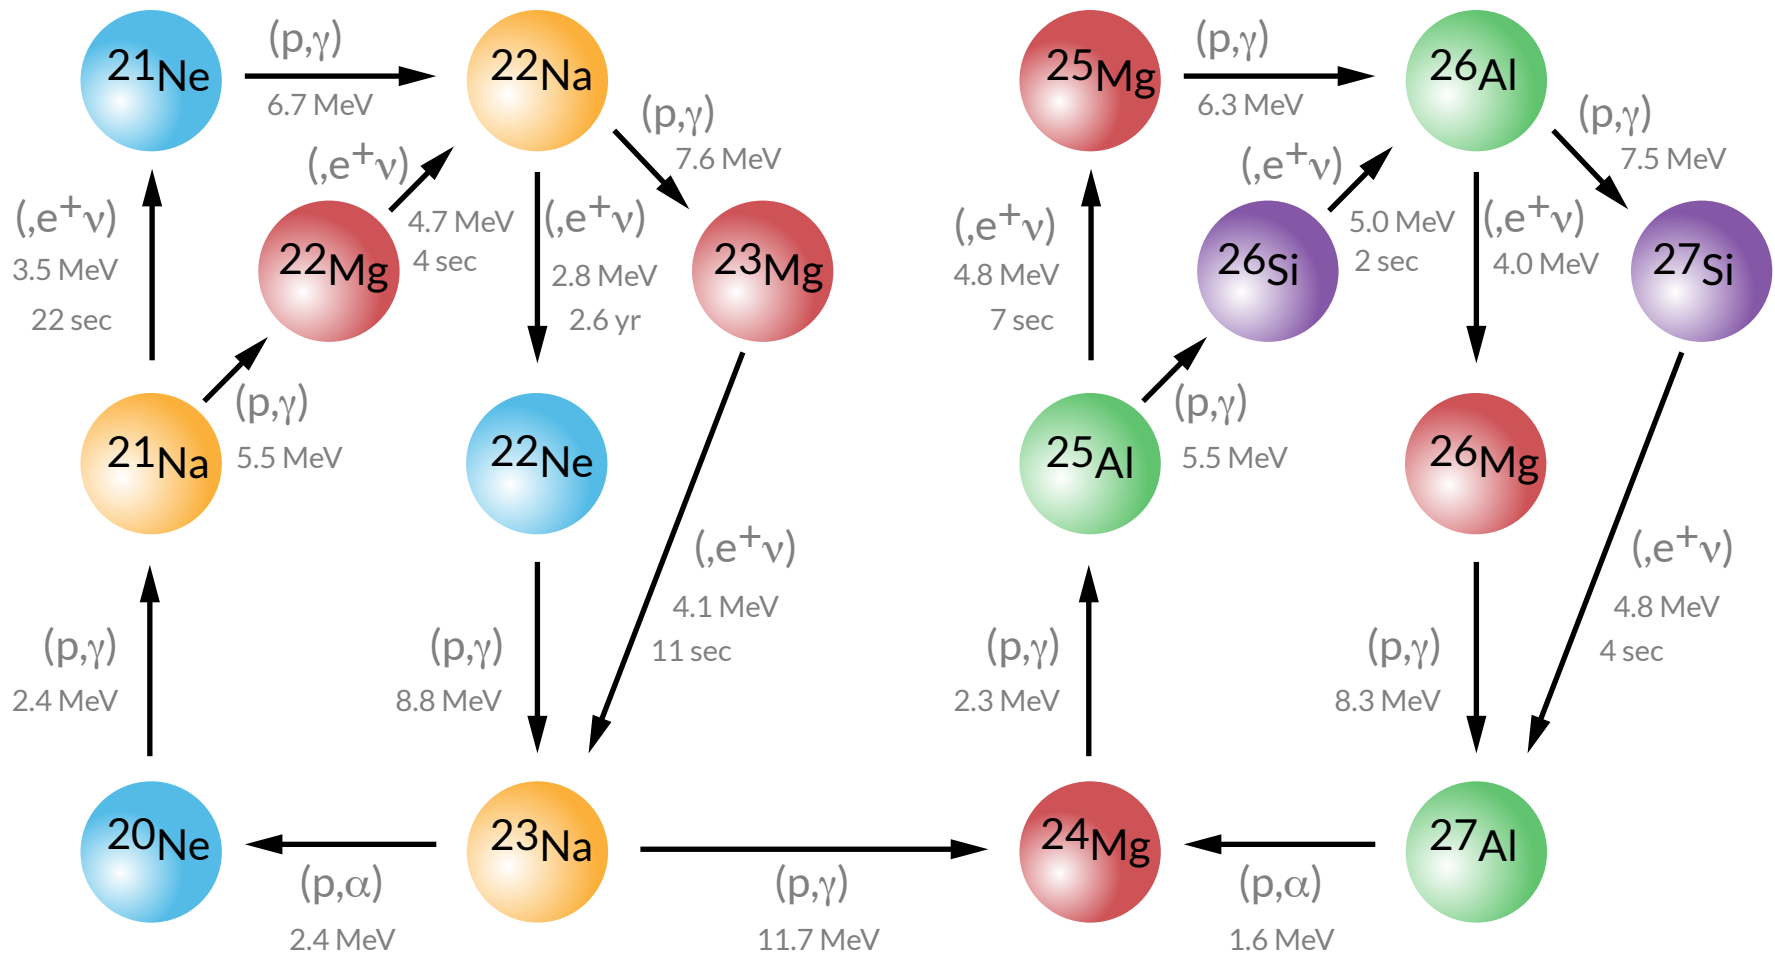 (p,γ)
(p,γ)
²¹Ne
²²Na
²⁵Mg
²⁶Al
6.7 MeV
6.3 MeV
(p,γ)
7.6 MeV
(p,γ)
7.5 MeV
(,e⁺ν)
(,e⁺ν)
(,e⁺ν)
3.5 MeV
22 sec
²²Mg
4.7 MeV
4 sec
(,e⁺ν)
2.8 MeV
2.6 yr
²³Mg
(,e⁺ν)
4.8 MeV
7 sec
²⁶Si
5.0 MeV
2 sec
(,e⁺ν)
4.0 MeV
²⁷Si
(p,γ)
5.5 MeV
(p,γ)
5.5 MeV
²¹Na
²²Ne
²⁵Al
²⁶Mg
(,e⁺ν)
4.1 MeV
11 sec
(,e⁺ν)
4.8 MeV
4 sec
(p,γ)
2.4 MeV
(p,γ)
8.8 MeV
(p,γ)
2.3 MeV
(p,γ)
8.3 MeV
²⁰Ne
²³Na
²⁴Mg
²⁷Al
(p,α)
2.4 MeV
(p,γ)
11.7 MeV
(p,α)
1.6 MeV